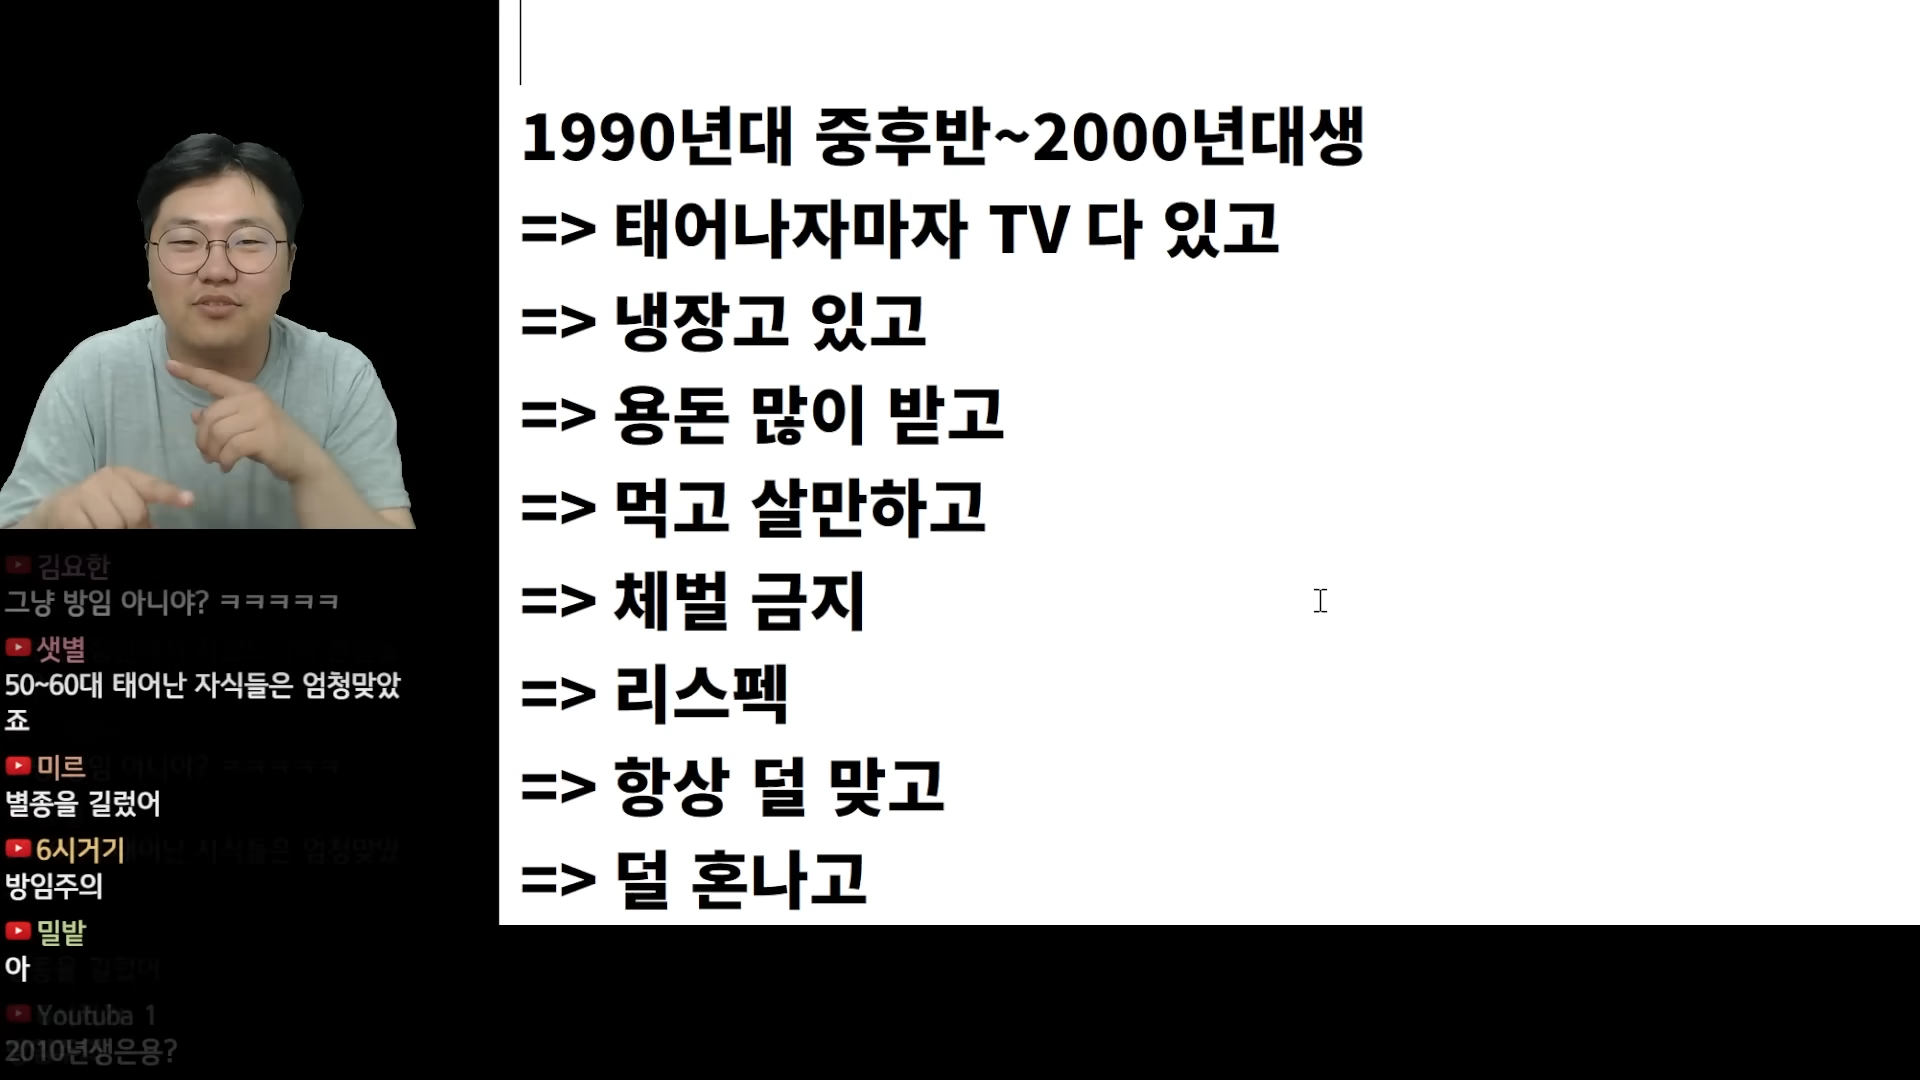 1990년대 중후반~2000년대생
=> 태어나자마자 TV 다 있고
=> 냉장고 있고
=> 용돈 많이 받고
=> 먹고 살만하고
=> 체벌 금지
=> 리스펙
=> 항상 덜 맞고
=> 덜 혼나고
김요한
그냥 방임 아니야? ㅋㅋㅋㅋㅋ
샛별
50~60대 태어난 자식들은 엄청맞았
죠
미르
별종을 길렀어
6시거기
방임주의
밀밭
아
Youtuba 1
2010년생은용?